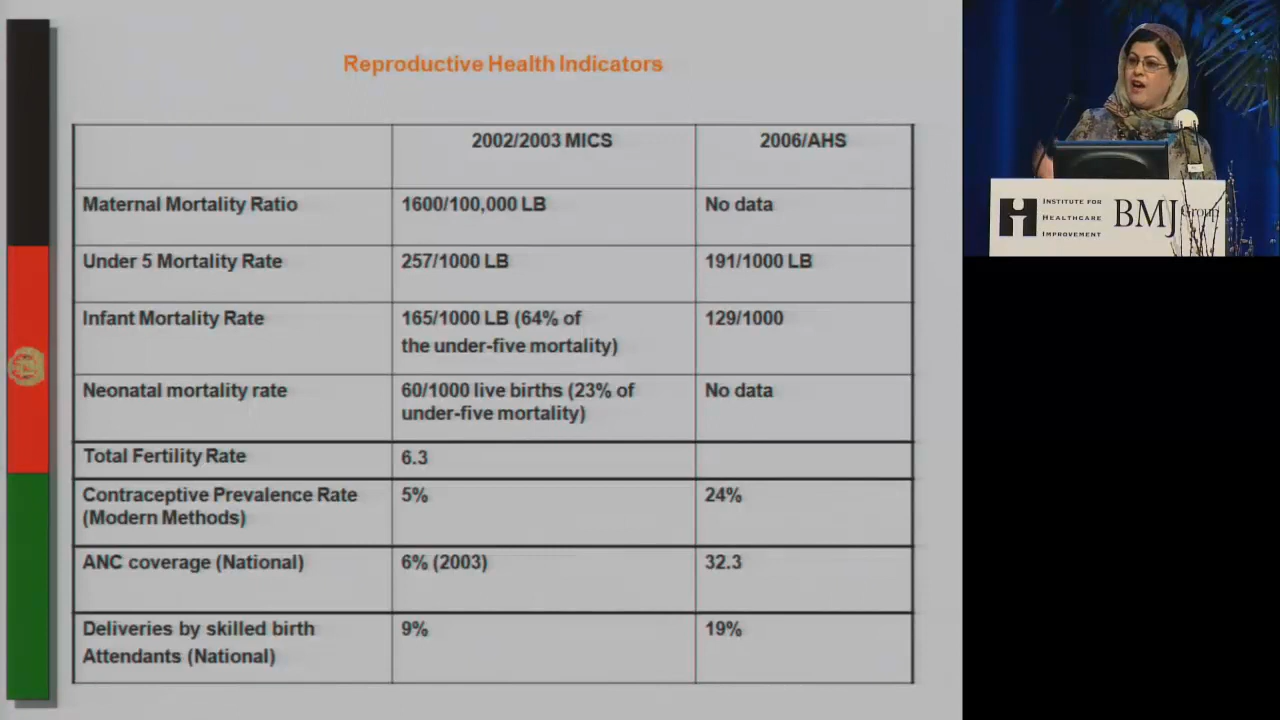 Reproductive Health Indicators
2002/2003 MICS
2006/AHS
Maternal Mortality Ratio
1600/100,000 LB
No data
Under 5 Mortality Rate
257/1000 LB
191/1000 LB
Infant Mortality Rate
165/1000 LB (64% of
the under-five mortality)
129/1000
Neonatal mortality rate
60/1000 live births (23% of
under-five mortality)
No data
Total Fertility Rate
6.3
Contraceptive Prevalence Rate
(Modern Methods)
5%
24%
ANC coverage (National)
6% (2003)
32.3
Deliveries by skilled birth
Attendants (National)
9%
19%
INSTITUTE FOR
HEALTHCARE
IMPROVEMENT
BMJ Group